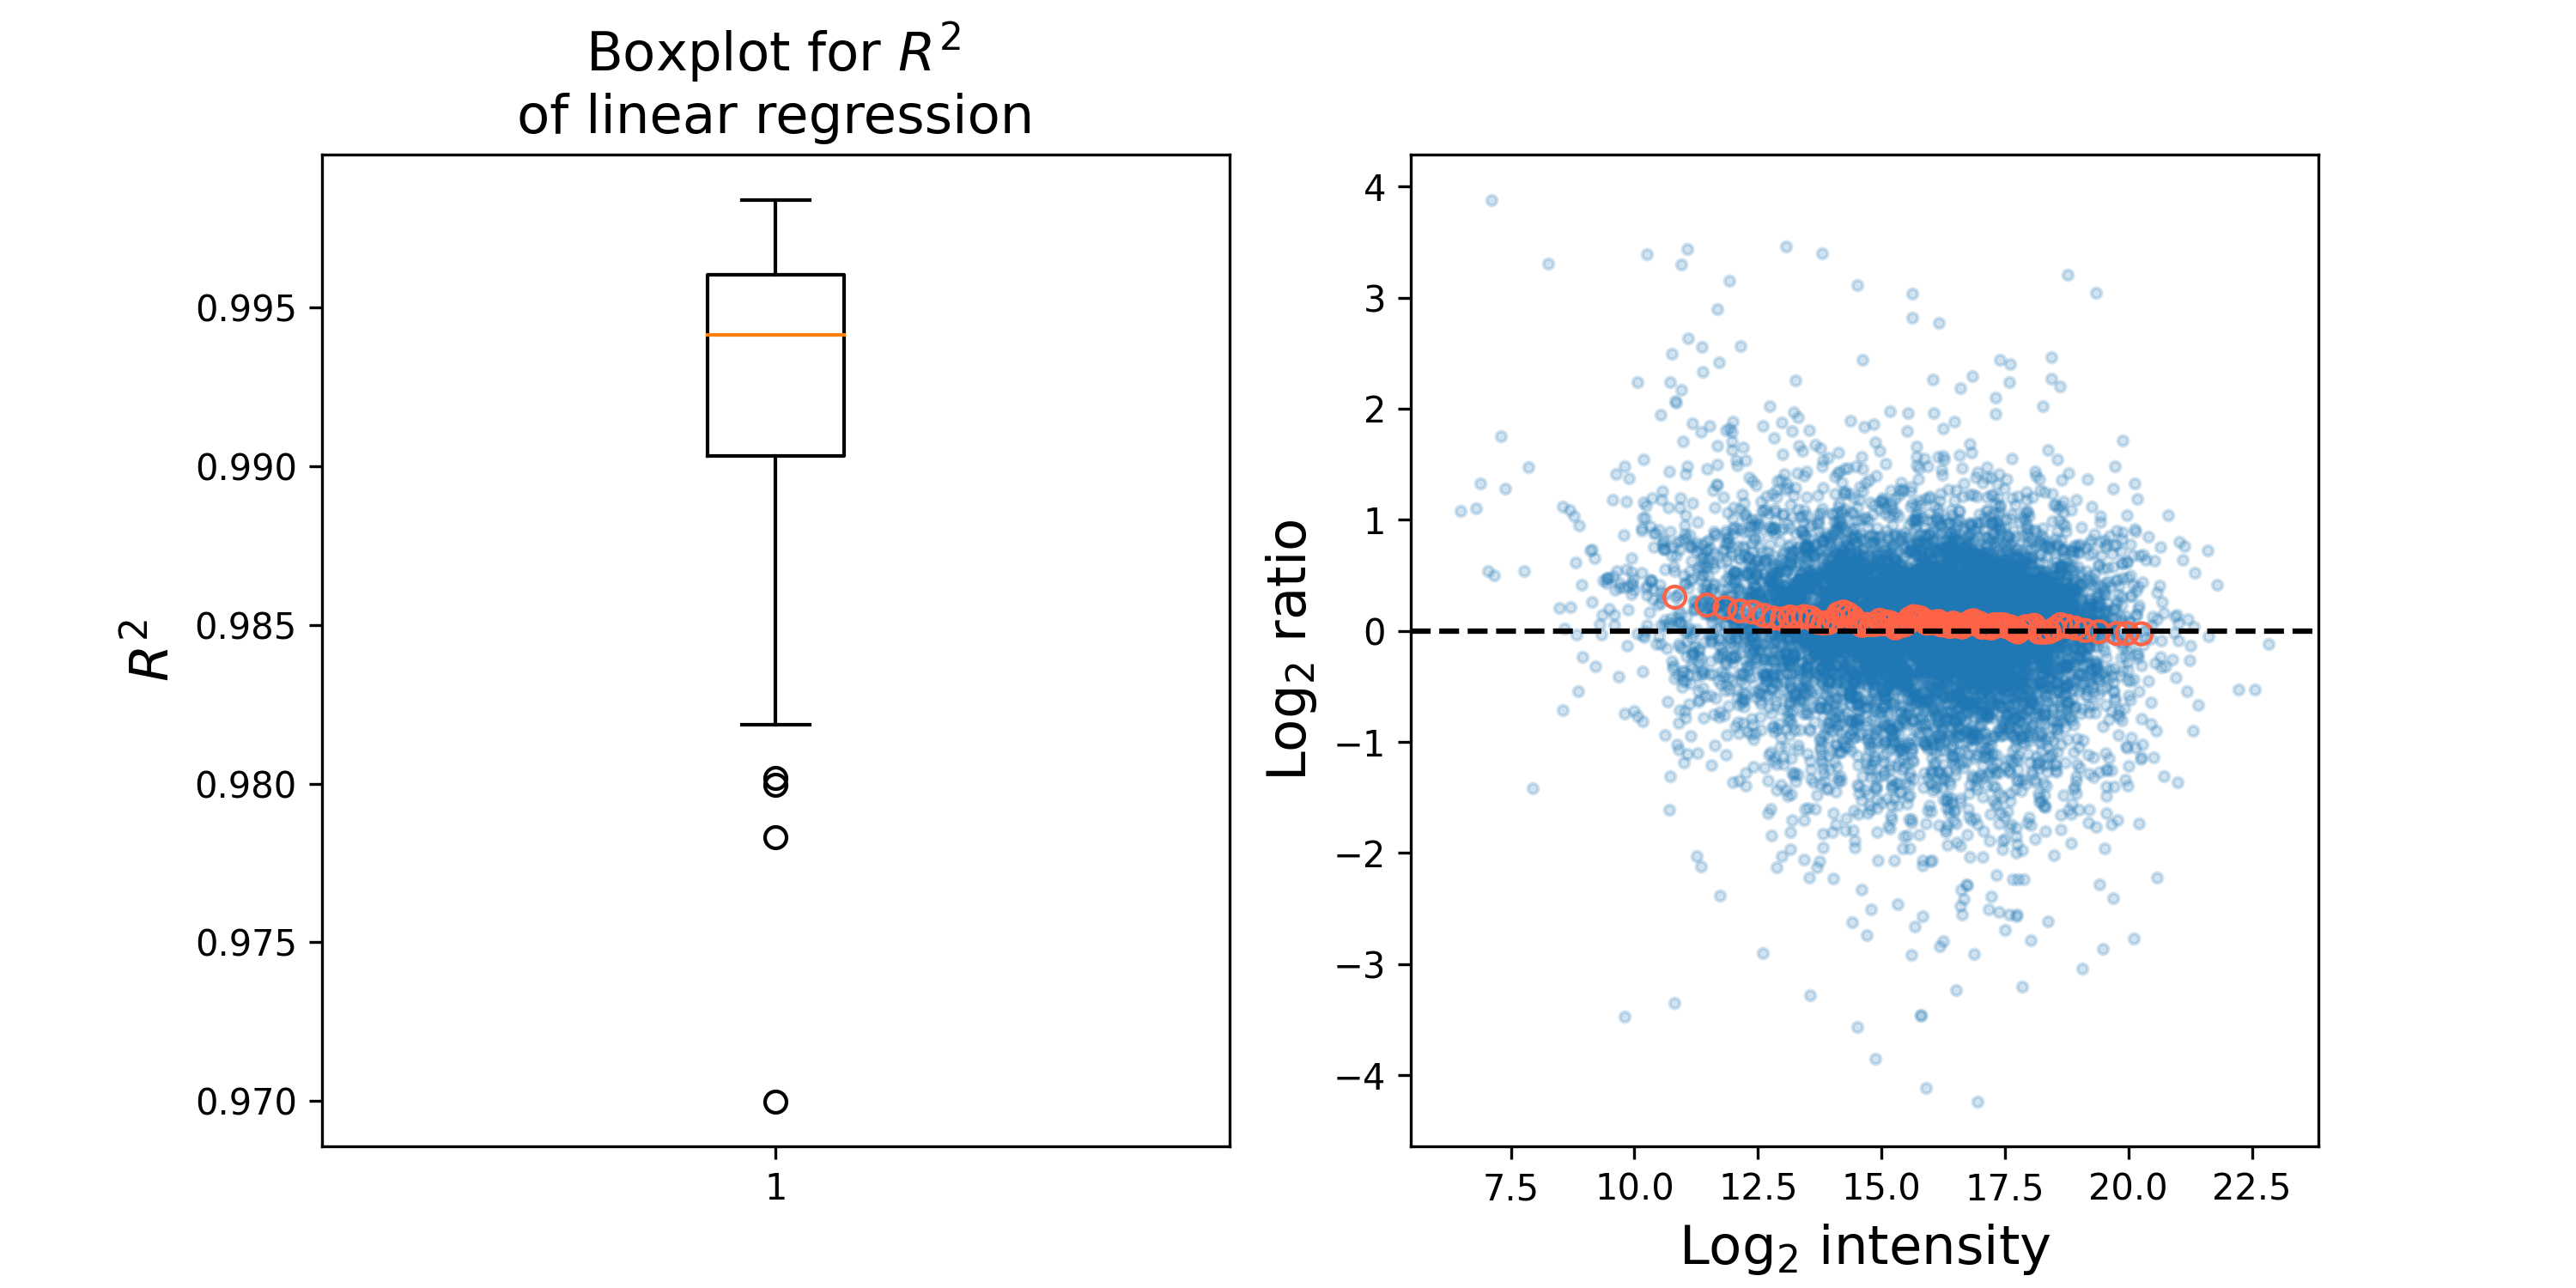 Boxplot for R²
of linear regression
R²
0.995
0.990
0.985
0.980
0.975
0.970
1
Log₂ ratio
4
3
2
1
0
−1
−2
−3
−4
7.5 10.0 12.5 15.0 17.5 20.0 22.5
Log₂ intensity